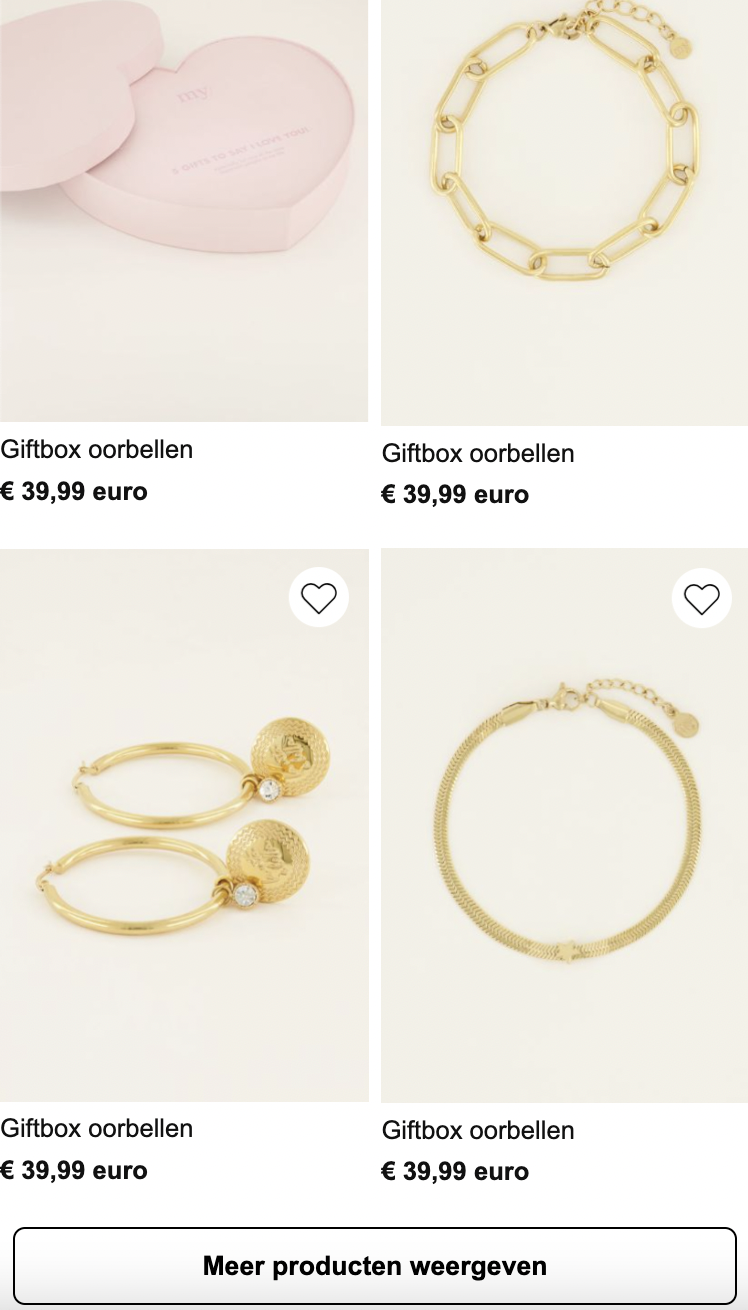 my.
3 GIFTS TO SAY I LOVE YOU!
Giftbox oorbellen
€ 39,99 euro
Giftbox oorbellen
€ 39,99 euro
Giftbox oorbellen
€ 39,99 euro
Giftbox oorbellen
€ 39,99 euro
Meer producten weergeven